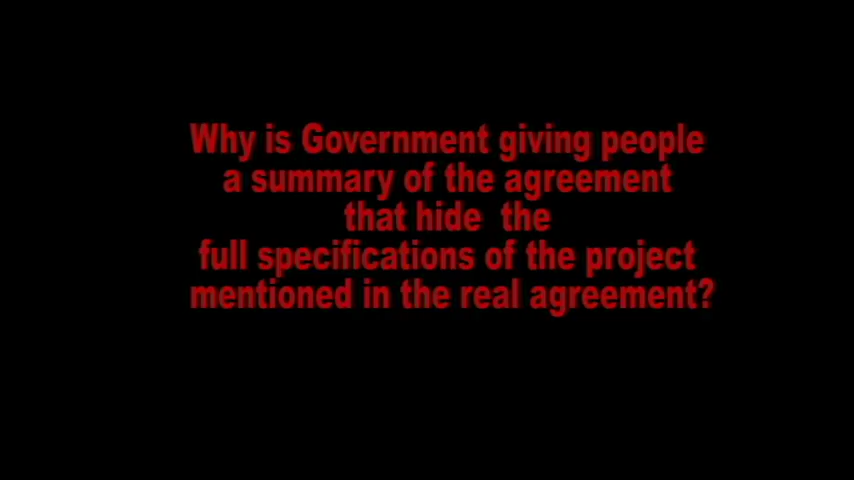 Why is Government giving people
a summary of the agreement
that hide the
full specifications of the project
mentioned in the real agreement?